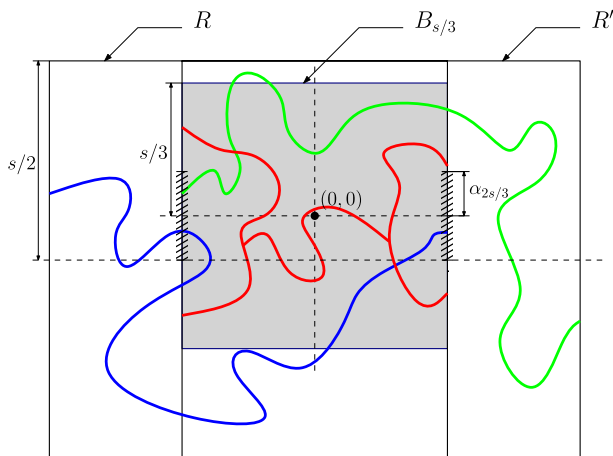 R
B_{s/3}
R′
s/2
s/3
α_{2s/3}
(0, 0)